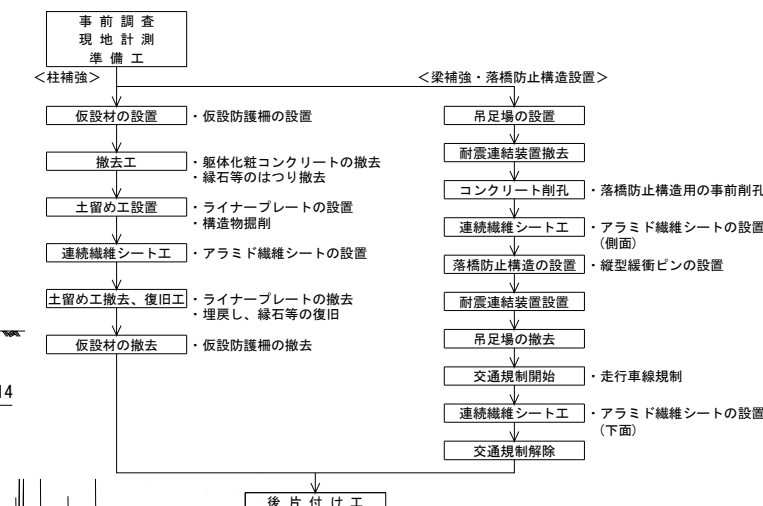 事 前 調 査
現 地 計 測
準 備 工
<柱補強>
<梁補強・落橋防止構造設置>
仮設材の設置
・仮設防護柵の設置
撤去工
・躯体化粧コンクリートの撤去
・縁石等のはつり撤去
土留め工設置
・ライナープレートの設置
・構造物掘削
連続繊維シート工
・アラミド繊維シートの設置
土留め工撤去、復旧工
・ライナープレートの撤去
・埋戻し、縁石等の復旧
仮設材の撤去
・仮設防護柵の撤去
吊足場の設置
耐震連結装置撤去
コンクリート削孔
・落橋防止構造用の事前削孔
連続繊維シート工
・アラミド繊維シートの設置
(側面)
落橋防止構造の設置
・縦型緩衝ピンの設置
耐震連結装置設置
吊足場の撤去
交通規制開始
・走行車線規制
連続繊維シート工
・アラミド繊維シートの設置
(下面)
交通規制解除
後 片 付 け 工
14